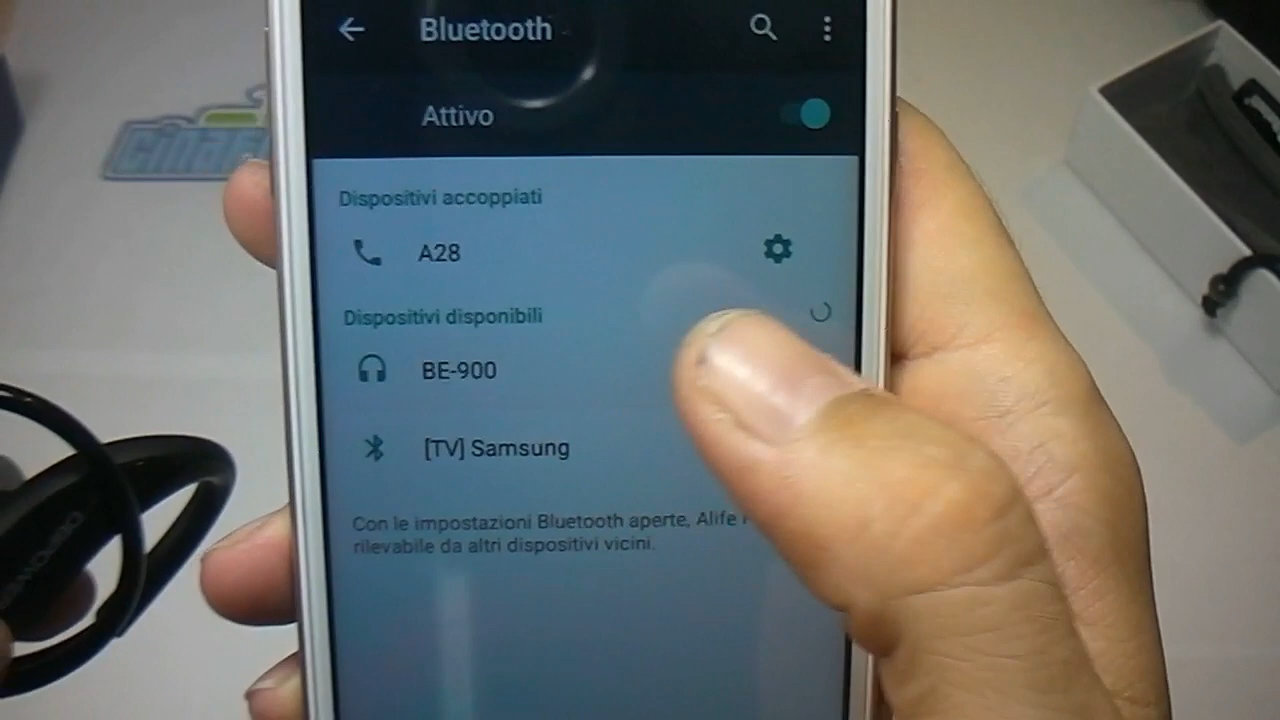 Bluetooth
Attivo
Dispositivi accoppiati
A28
Dispositivi disponibili
BE-900
[TV] Samsung
Con le impostazioni Bluetooth aperte, Alife
rilevabile da altri dispositivi vicini.